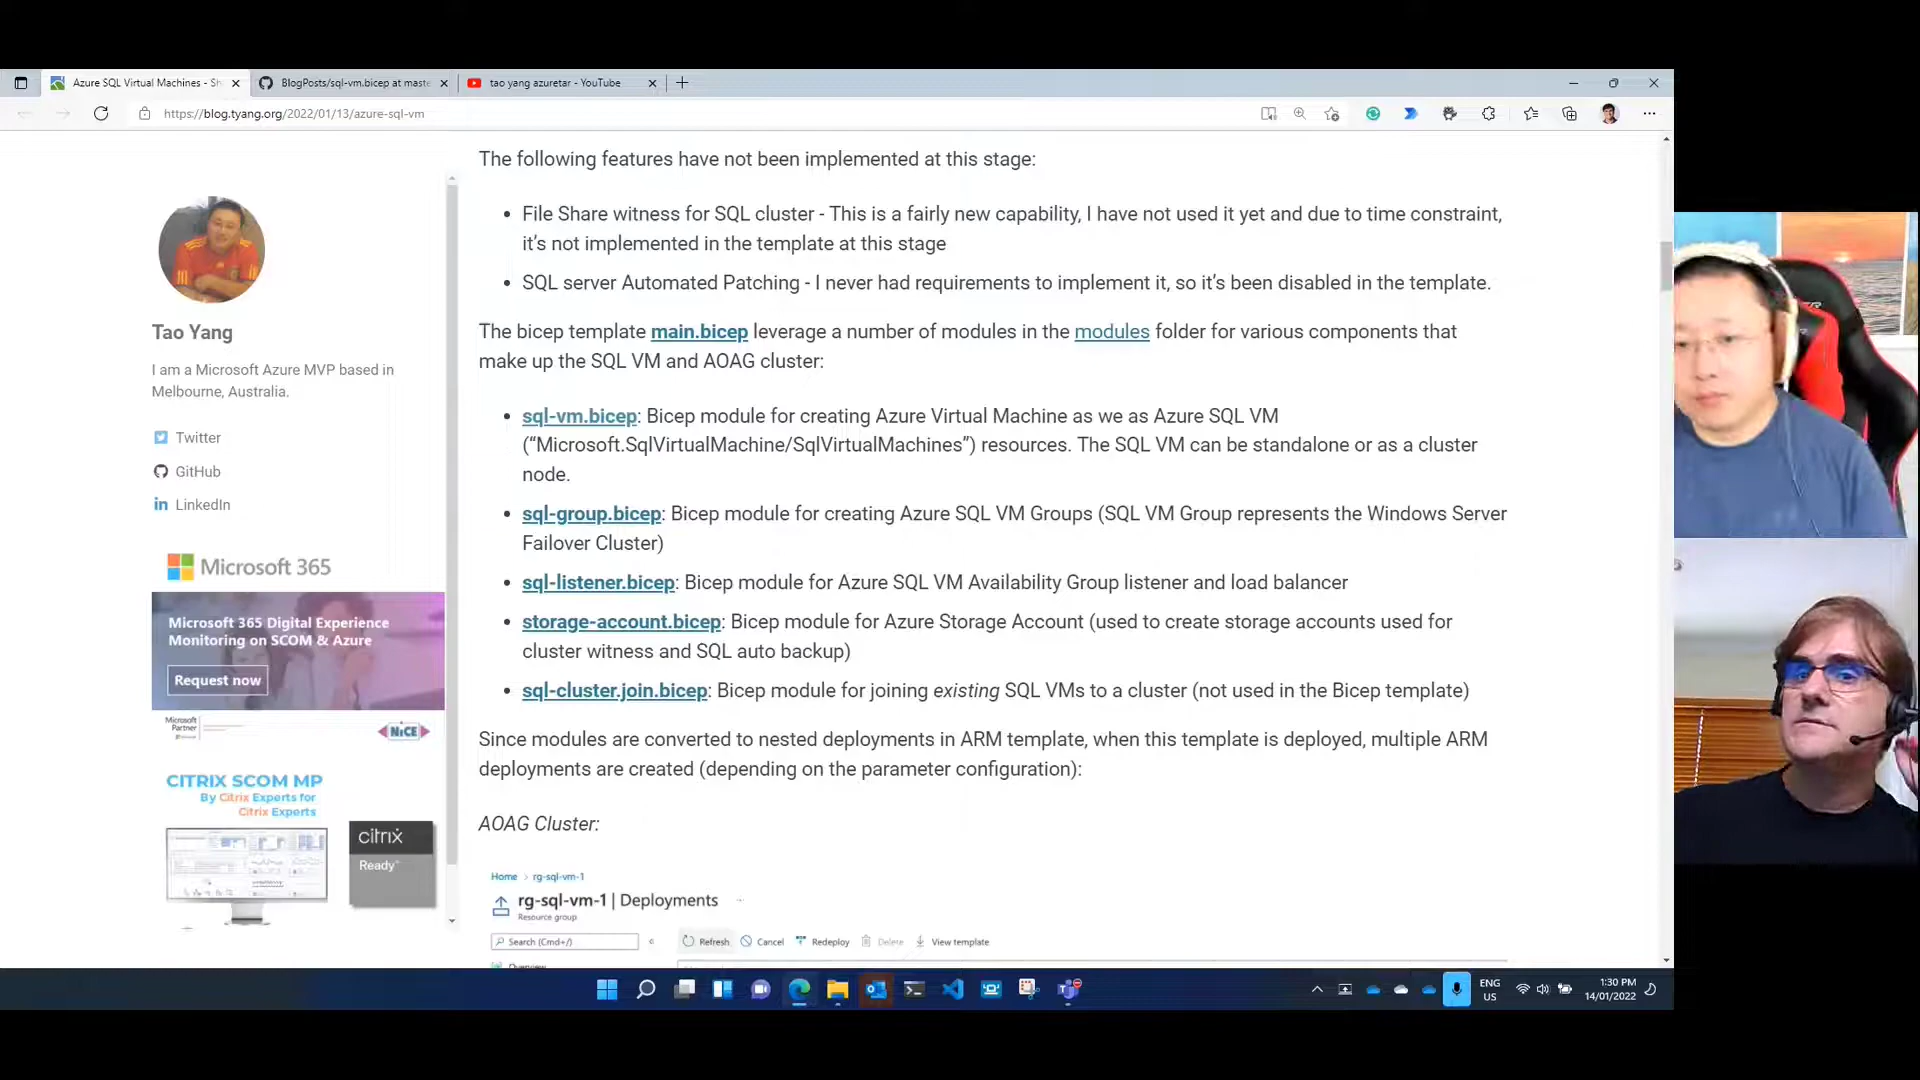 Azure SQL Virtual Machines - Sh
BlogPosts/sql-vm.bicep at maste
tao yang azuretar - YouTube
https://blog.tyang.org/2022/01/13/azure-sql-vm
Tao Yang
I am a Microsoft Azure MVP based in
Melbourne, Australia.
Twitter
GitHub
LinkedIn
Microsoft 365
Microsoft 365 Digital Experience
Monitoring on SCOM & Azure
Request now
Microsoft
Partner
NiCE
CITRIX SCOM MP
By Citrix Experts for
Citrix Experts
citrix
Ready
The following features have not been implemented at this stage:
• File Share witness for SQL cluster - This is a fairly new capability, I have not used it yet and due to time constraint,
it’s not implemented in the template at this stage
• SQL server Automated Patching - I never had requirements to implement it, so it’s been disabled in the template.
The bicep template main.bicep leverage a number of modules in the modules folder for various components that
make up the SQL VM and AOAG cluster:
• sql-vm.bicep: Bicep module for creating Azure Virtual Machine as we as Azure SQL VM
(“Microsoft.SqlVirtualMachine/SqlVirtualMachines”) resources. The SQL VM can be standalone or as a cluster
node.
• sql-group.bicep: Bicep module for creating Azure SQL VM Groups (SQL VM Group represents the Windows Server
Failover Cluster)
• sql-listener.bicep: Bicep module for Azure SQL VM Availability Group listener and load balancer
• storage-account.bicep: Bicep module for Azure Storage Account (used to create storage accounts used for
cluster witness and SQL auto backup)
• sql-cluster.join.bicep: Bicep module for joining existing SQL VMs to a cluster (not used in the Bicep template)
Since modules are converted to nested deployments in ARM template, when this template is deployed, multiple ARM
deployments are created (depending on the parameter configuration):
AOAG Cluster:
Home > rg-sql-vm-1
rg-sql-vm-1 | Deployments
Resource group
Search (Cmd+/)
Refresh Cancel Redeploy Delete View template
Overview
ENG
US
1:30 PM
14/01/2022